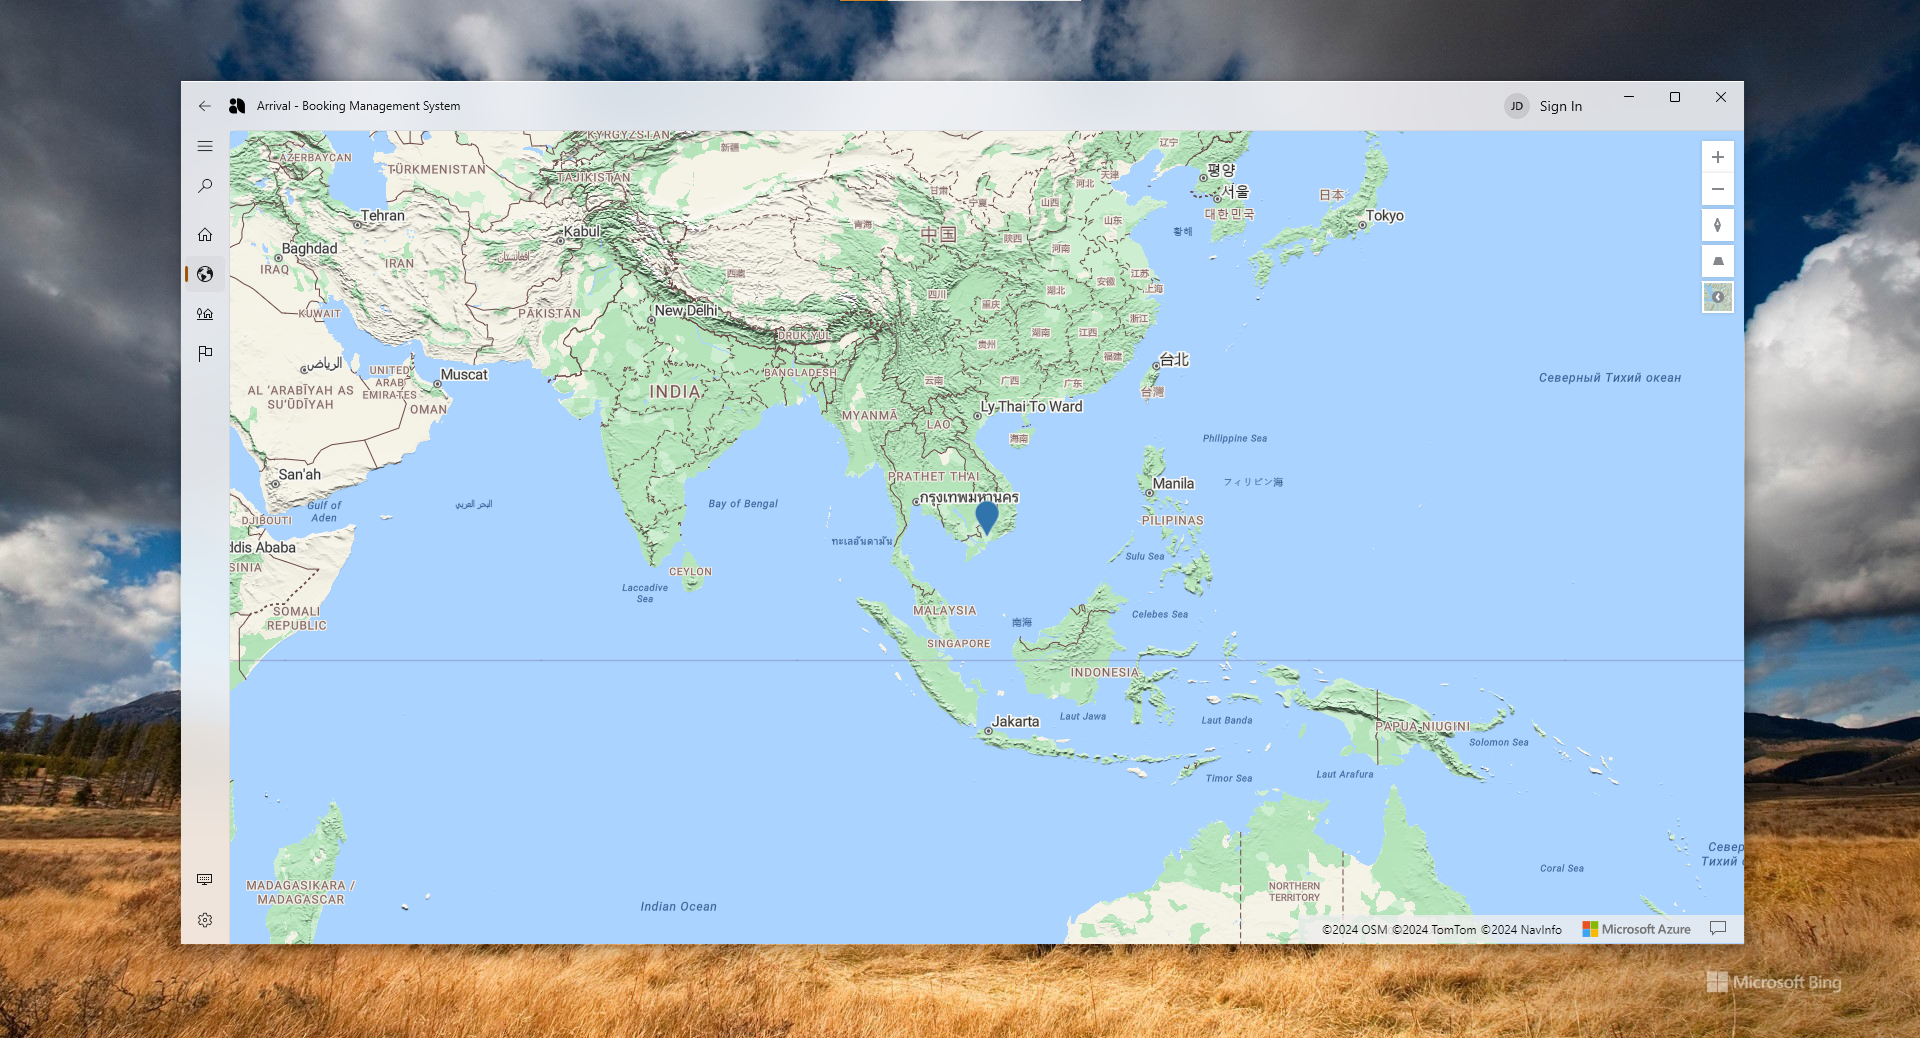 Arrival - Booking Management System
JD
Sign In
KYRGYZSTAN
AZERBAYCAN
TÜRKMENISTAN
TAJIKISTAN
新疆
辽宁
天津
河北
평양
甘肃
宁夏
山西
서울
日本
대한민국
Tehran
Tokyo
山东
青海
中国
陕西
황해
Kabul
Baghdad
河南
افغانستان
IRAQ
IRAN
西藏
江苏
安徽
上海
四川
湖北
重庆
KUWAIT
PĀKISTĀN
New Delhi
浙江
湖南
江西
DRUK YUL
贵州
福建
الرياض
台北
UNITED
ARAB
EMIRATES
Muscat
BANGLADESH
云南
广西
广东
Северный Тихий океан
AL ʻARABĪYAH AS
SUʻŪDĪYAH
INDIA
台灣
OMAN
MYANMĀ
Ly Thai To Ward
LAO
海南
Philippine Sea
San'ah
PRATHET THAI
Manila
フィリピン海
กรุงเทพมหานคร
Gulf of
Aden
البحر العربي
Bay of Bengal
DJIBOUTI
PILIPINAS
ทะเลอันดามัน
ddis Ababa
Sulu Sea
SINIA
CEYLON
Laccadive
Sea
SOMALI
REPUBLIC
MALAYSIA
Celebes Sea
南海
SINGAPORE
INDONESIA
Jakarta
Laut Jawa
Laut Banda
PAPUA NIUGINI
Solomon Sea
Laut Arafura
Timor Sea
Север
Тихий о
Coral Sea
MADAGASIKARA /
MADAGASCAR
NORTHERN
TERRITORY
Indian Ocean
©2024 OSM ©2024 TomTom ©2024 NavInfo
Microsoft Azure
Microsoft Bing